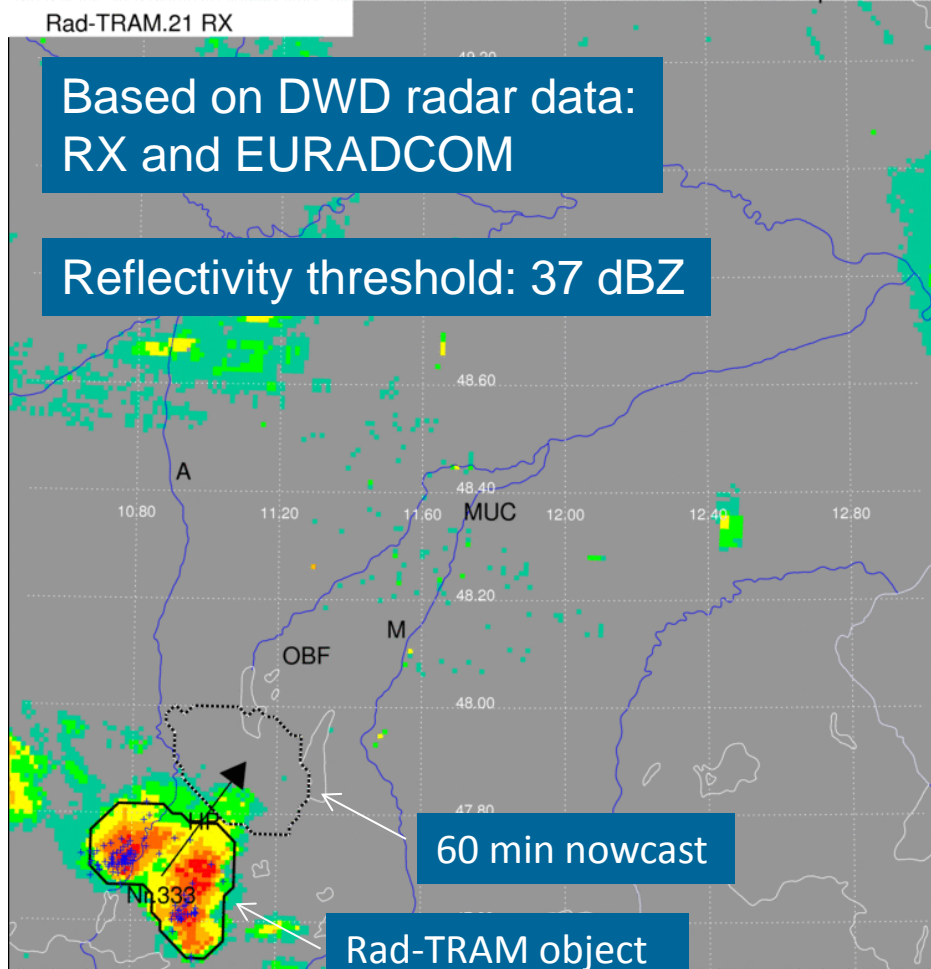 Rad-TRAM.21 RX
Based on DWD radar data:
RX and EURADCOM
Reflectivity threshold: 37 dBZ
48.60
A
48.40
10.80
11.20
11.60
MUC
12:00
12:40
12:80
48.20
M
OBF
48.00
47.80
HP
60 min nowcast
Nr.333
Rad-TRAM object